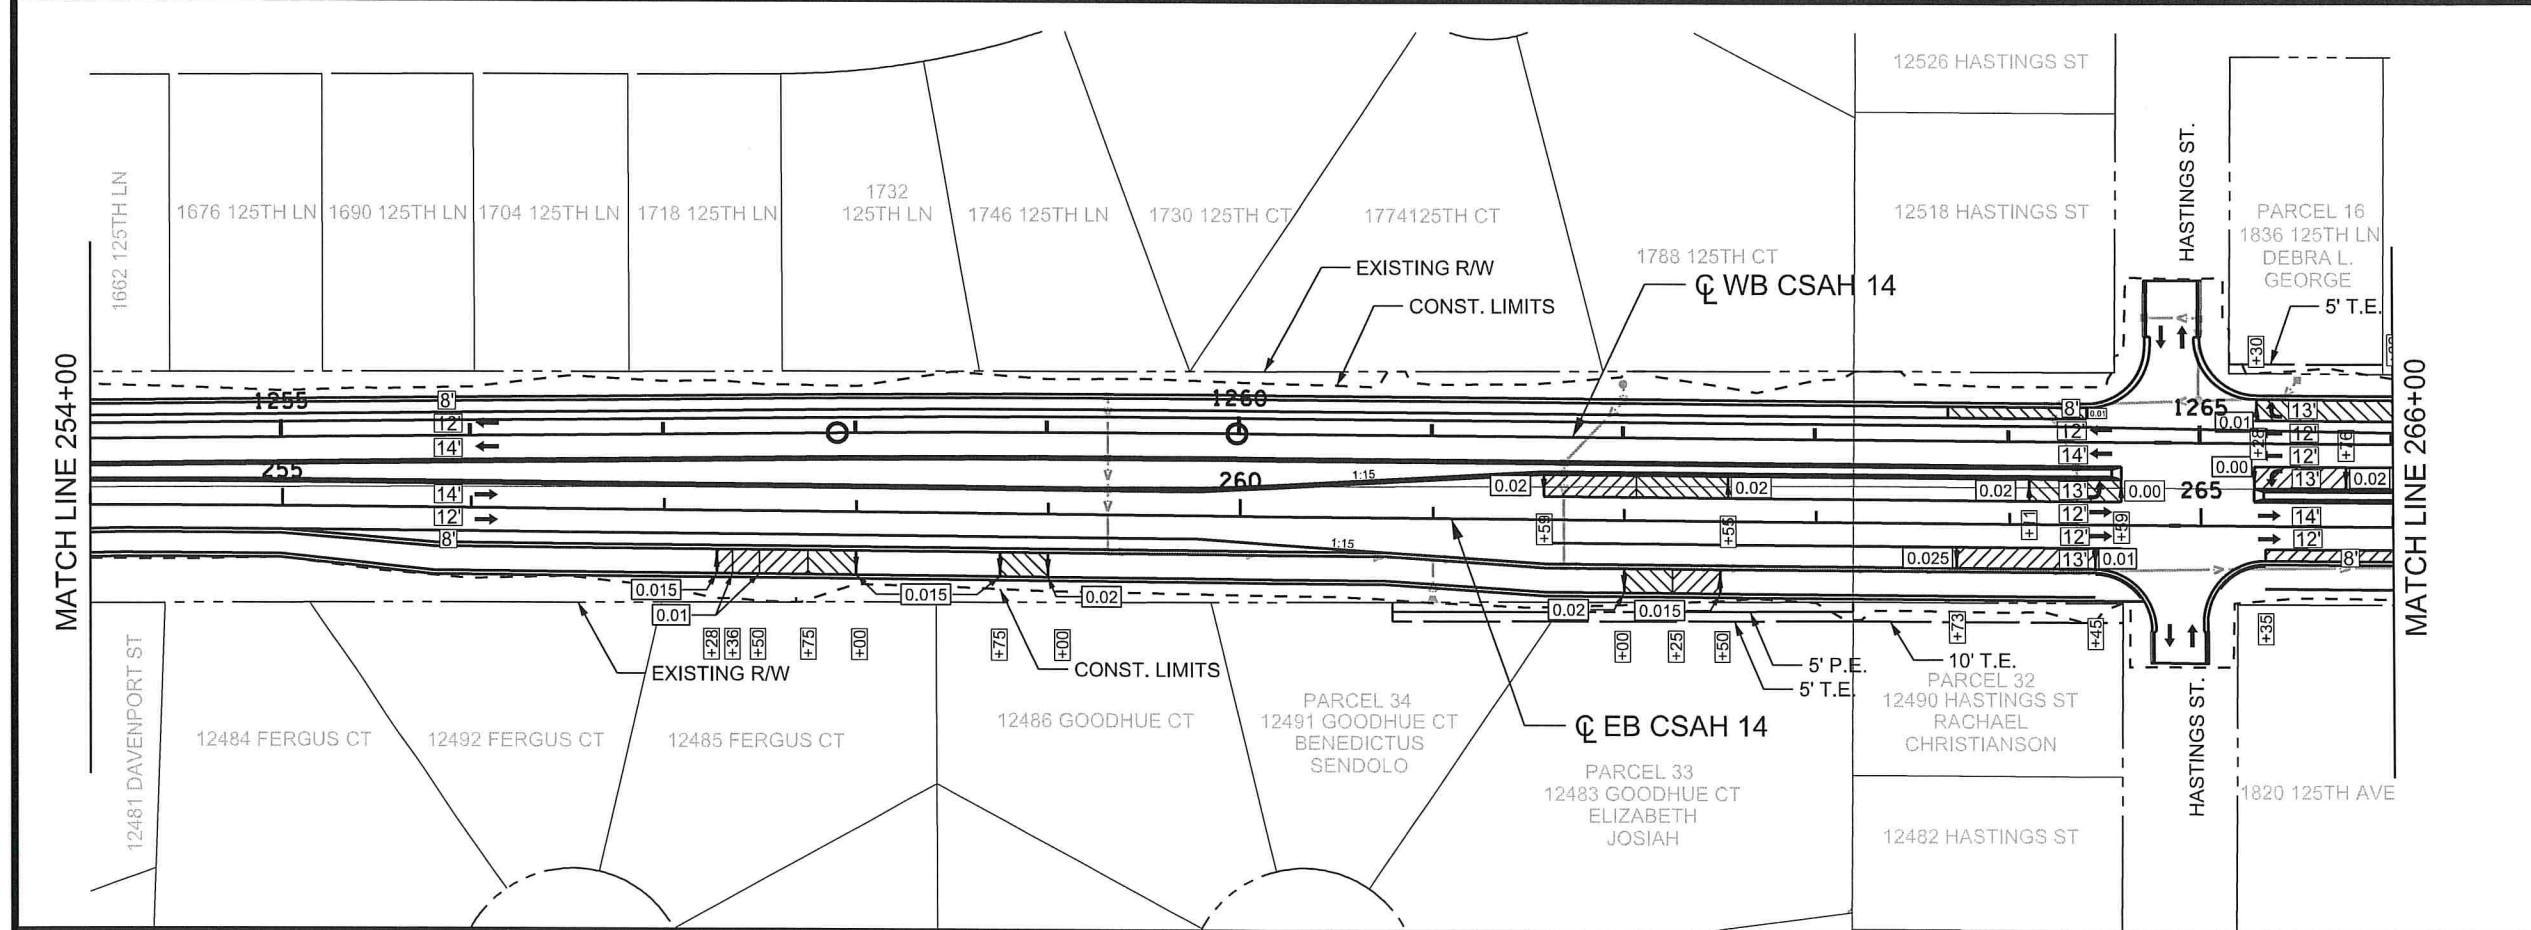 12526 HASTINGS ST
1662 125TH LN
1676 125TH LN
1690 125TH LN
1704 125TH LN
1718 125TH LN
1732
125TH LN
1746 125TH LN
1730 125TH CT
1774125TH CT
1788 125TH CT
12518 HASTINGS ST
HASTINGS ST.
PARCEL 16
1836 125TH LN
DEBRA L.
GEORGE
5' T.E.
EXISTING R/W
CONST. LIMITS
℄ WB CSAH 14
MATCH LINE 254+00
MATCH LINE 266+00
+30
1255
8'
1260
8'
0.01
1265
13'
12'
12'
0.01
+28
12'
+76
14'
14'
12'
255
260
1:15
0.02
0.02
0.02
13'
0.00
265
0.00
13'
0.02
14'
12'
+59
+55
+11
12'
+59
14'
12'
12'
8'
1:15
0.025
13'
0.01
8'
0.015
0.01
0.015
0.02
0.02
0.015
+28
+36
+50
+75
+00
+75
+00
+00
+25
+50
+73
+45
+35
EXISTING R/W
CONST. LIMITS
5' P.E.
5' T.E.
10' T.E.
℄ EB CSAH 14
12481 DAVENPORT ST
12484 FERGUS CT
12492 FERGUS CT
12485 FERGUS CT
12486 GOODHUE CT
PARCEL 34
12491 GOODHUE CT
BENEDICTUS
SENDOLO
PARCEL 33
12483 GOODHUE CT
ELIZABETH
JOSIAH
PARCEL 32
12490 HASTINGS ST
RACHAEL
CHRISTIANSON
12482 HASTINGS ST
HASTINGS ST.
1820 125TH AVE